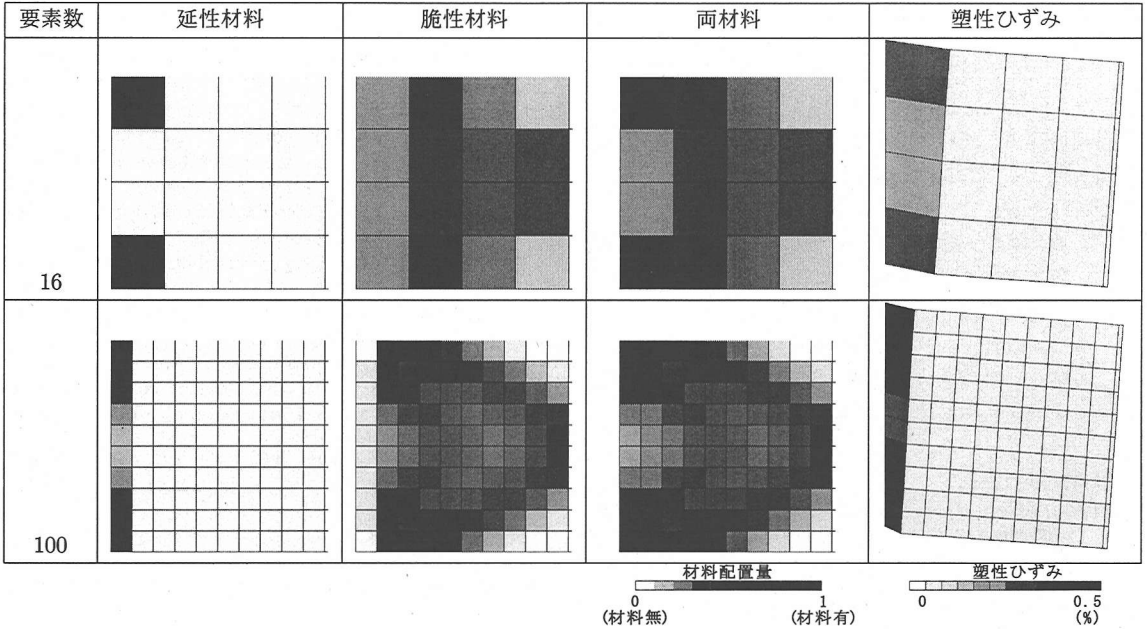 要素数 延性材料 脆性材料 両材料 塑性ひずみ
16
100
材料配置量
0 1
(材料無) (材料有)
塑性ひずみ
0 0.5
(%)